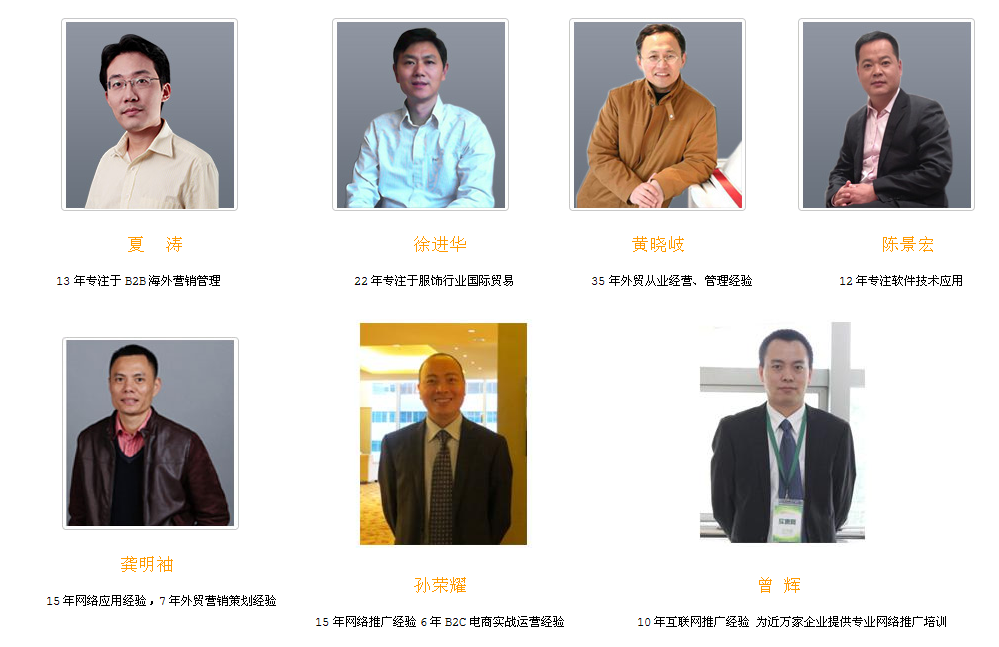 夏 涛
徐进华
黄晓岐
陈景宏
13 年专注于 B2B 海外营销管理
22 年专注于服饰行业国际贸易
35 年外贸从业经营、管理经验
12 年专注软件技术应用
龚明袖
孙荣耀
曾 辉
15 年网络应用经验，7 年外贸营销策划经验
15 年网络推广经验 6 年 B2C 电商实战运营经验
10 年互联网推广经验 为近万家企业提供专业网络推广培训